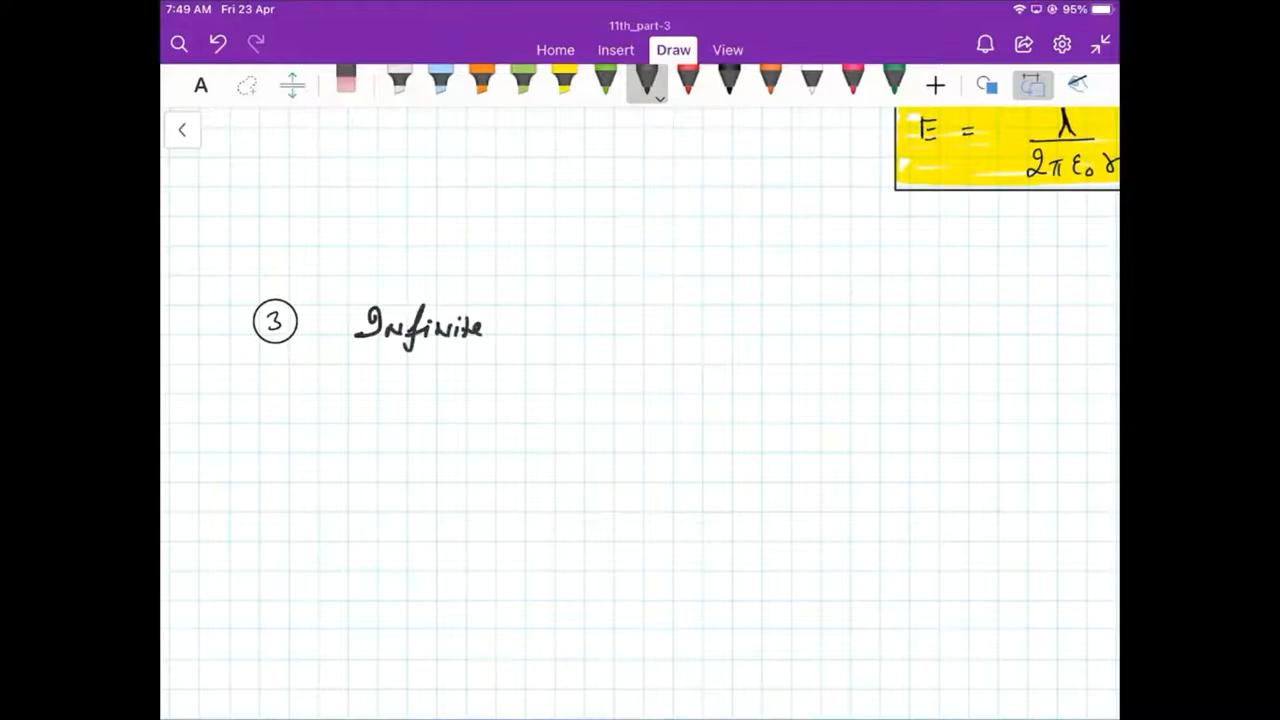 7:49 AM Fri 23 Apr 95%
11th_part-3
Home Insert Draw View
A
E = λ / 2π ε₀ r
3 Infinite